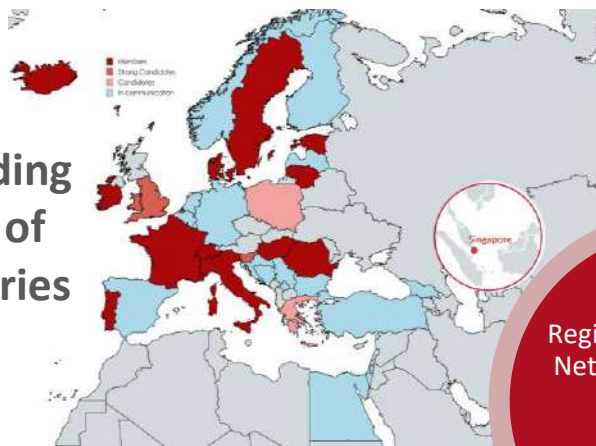 Members
Strong Candidates
Candidates
In communication
ding
of
ries
Singapore
Regi
Net